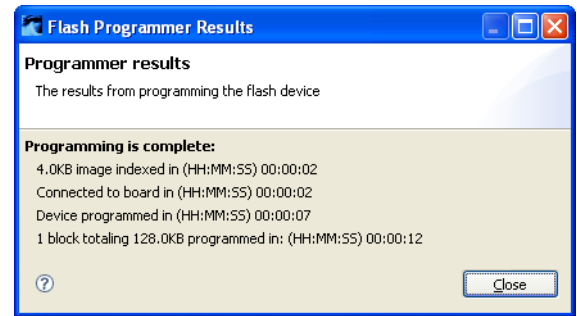 Flash Programmer Results
Programmer results
The results from programming the flash device
Programming is complete:
4.0KB image indexed in (HH:MM:SS) 00:00:02
Connected to board in (HH:MM:SS) 00:00:02
Device programmed in (HH:MM:SS) 00:00:07
1 block totaling 128.0KB programmed in: (HH:MM:SS) 00:00:12
?
Close